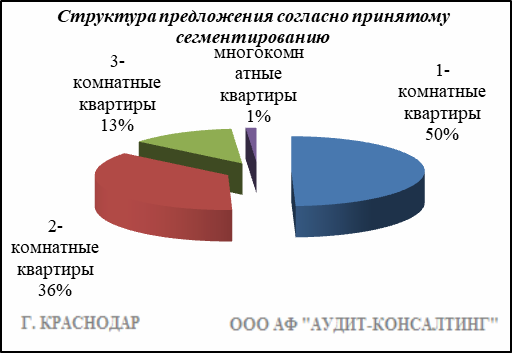 Структура предложения согласно принятому
сегментированию
многокомн
атные
квартиры
1%
3-
комнатные
квартиры
13%
1-
комнатные
квартиры
50%
2-
комнатные
квартиры
36%
Г. КРАСНОДАР
ООО АФ "АУДИТ-КОНСАЛТИНГ"